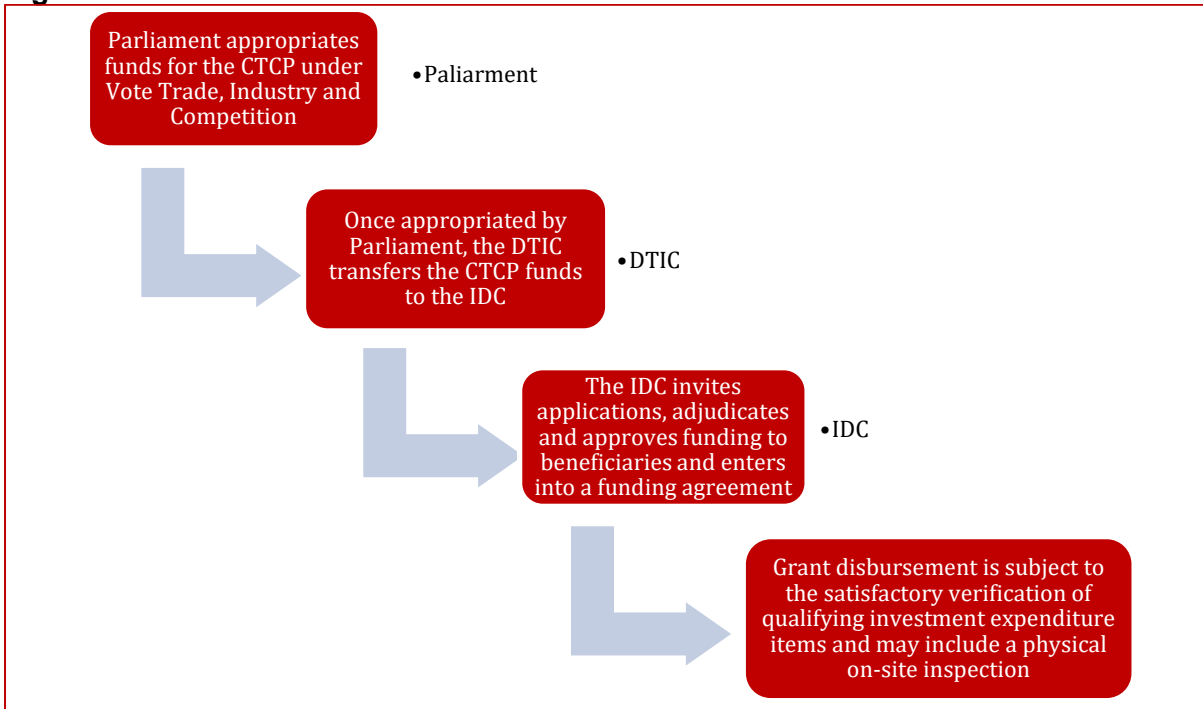 Parliament appropriates
funds for the CTCP under
Vote Trade, Industry and
Competition
•Paliarment
Once appropriated by
Parliament, the DTIC
transfers the CTCP funds
to the IDC
•DTIC
The IDC invites
applications, adjudicates
and approves funding to
beneficiaries and enters
into a funding agreement
•IDC
Grant disbursement is subject to
the satisfactory verification of
qualifying investment expenditure
items and may include a physical
on-site inspection